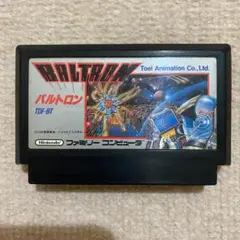 BALTRON
Toei Animation Co., Ltd.
バルトロン
TDF-BT
Nintendo ファミリー コンピュータ